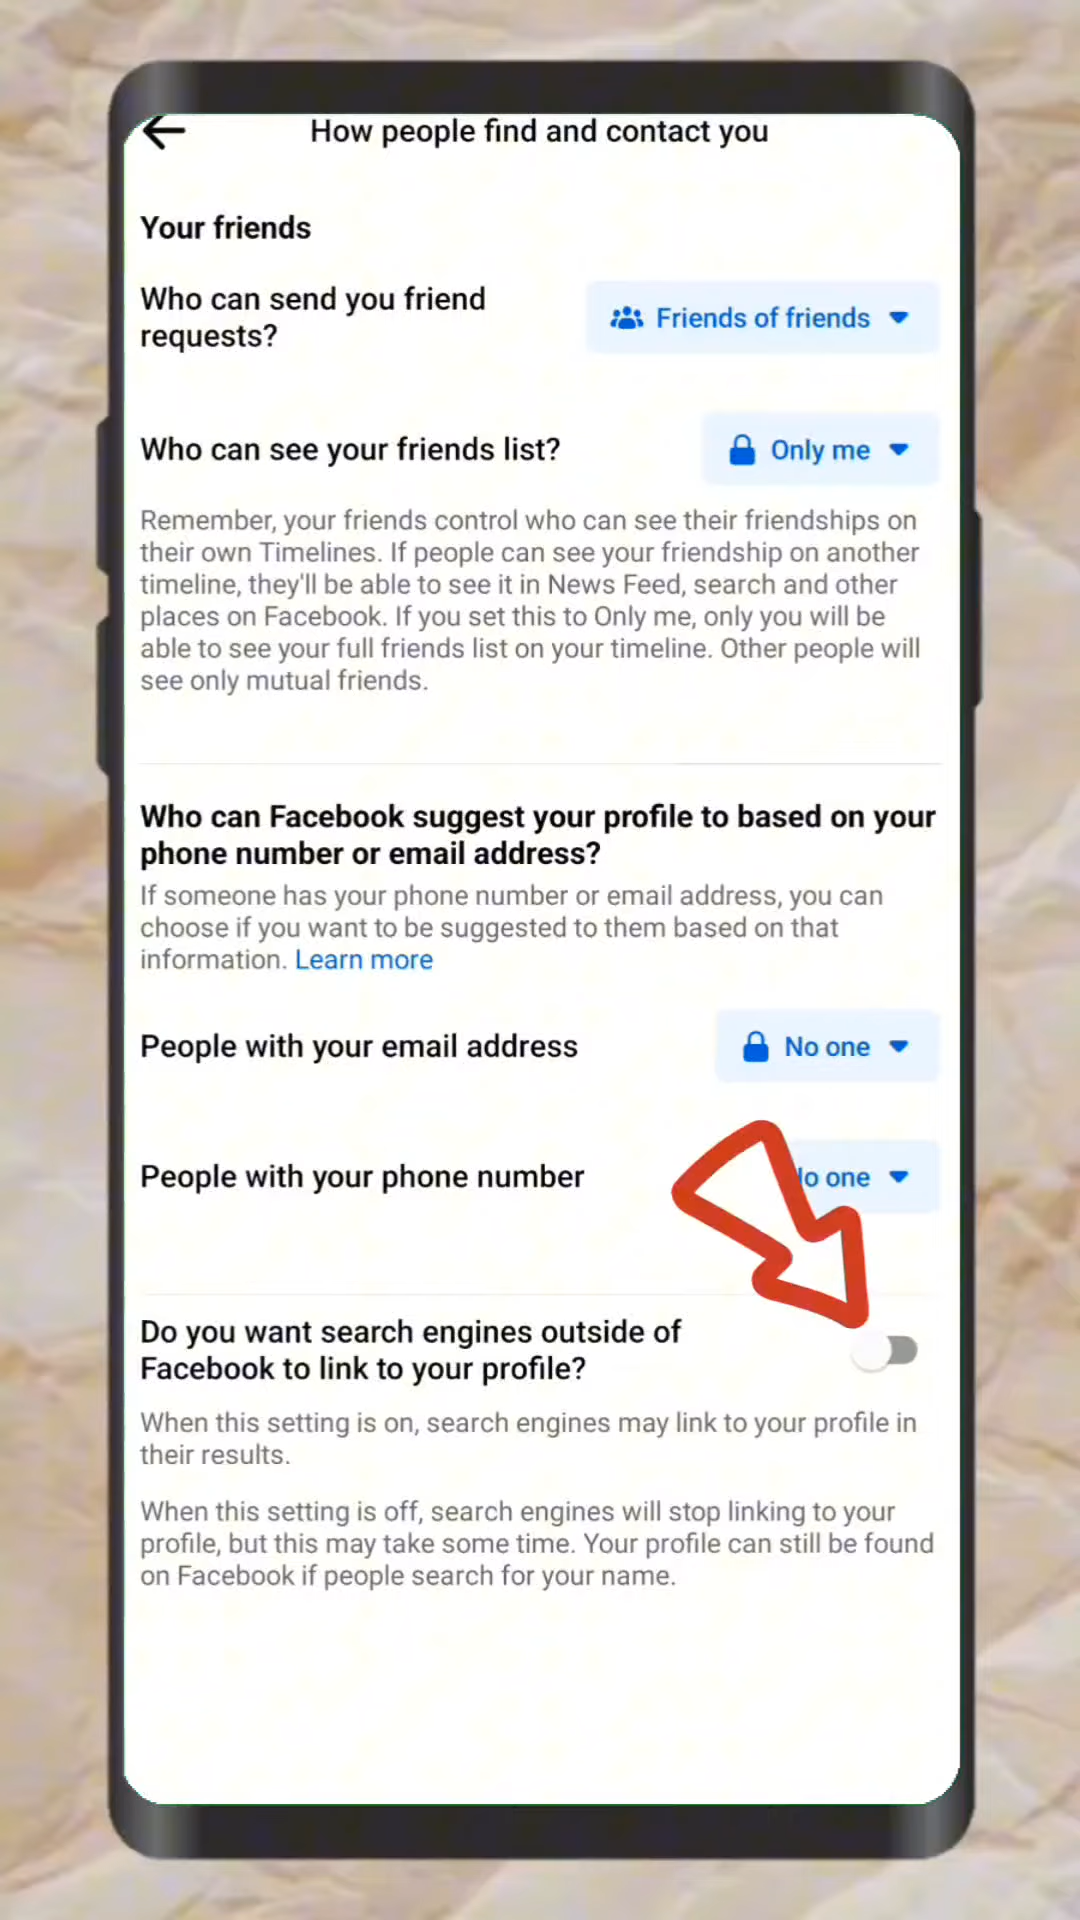 How people find and contact you
Your friends
Who can send you friend
requests?
Friends of friends
Who can see your friends list?
Only me
Remember, your friends control who can see their friendships on
their own Timelines. If people can see your friendship on another
timeline, they'll be able to see it in News Feed, search and other
places on Facebook. If you set this to Only me, only you will be
able to see your full friends list on your timeline. Other people will
see only mutual friends.
Who can Facebook suggest your profile to based on your
phone number or email address?
If someone has your phone number or email address, you can
choose if you want to be suggested to them based on that
information. Learn more
People with your email address
No one
People with your phone number
one
Do you want search engines outside of
Facebook to link to your profile?
When this setting is on, search engines may link to your profile in
their results.
When this setting is off, search engines will stop linking to your
profile, but this may take some time. Your profile can still be found
on Facebook if people search for your name.